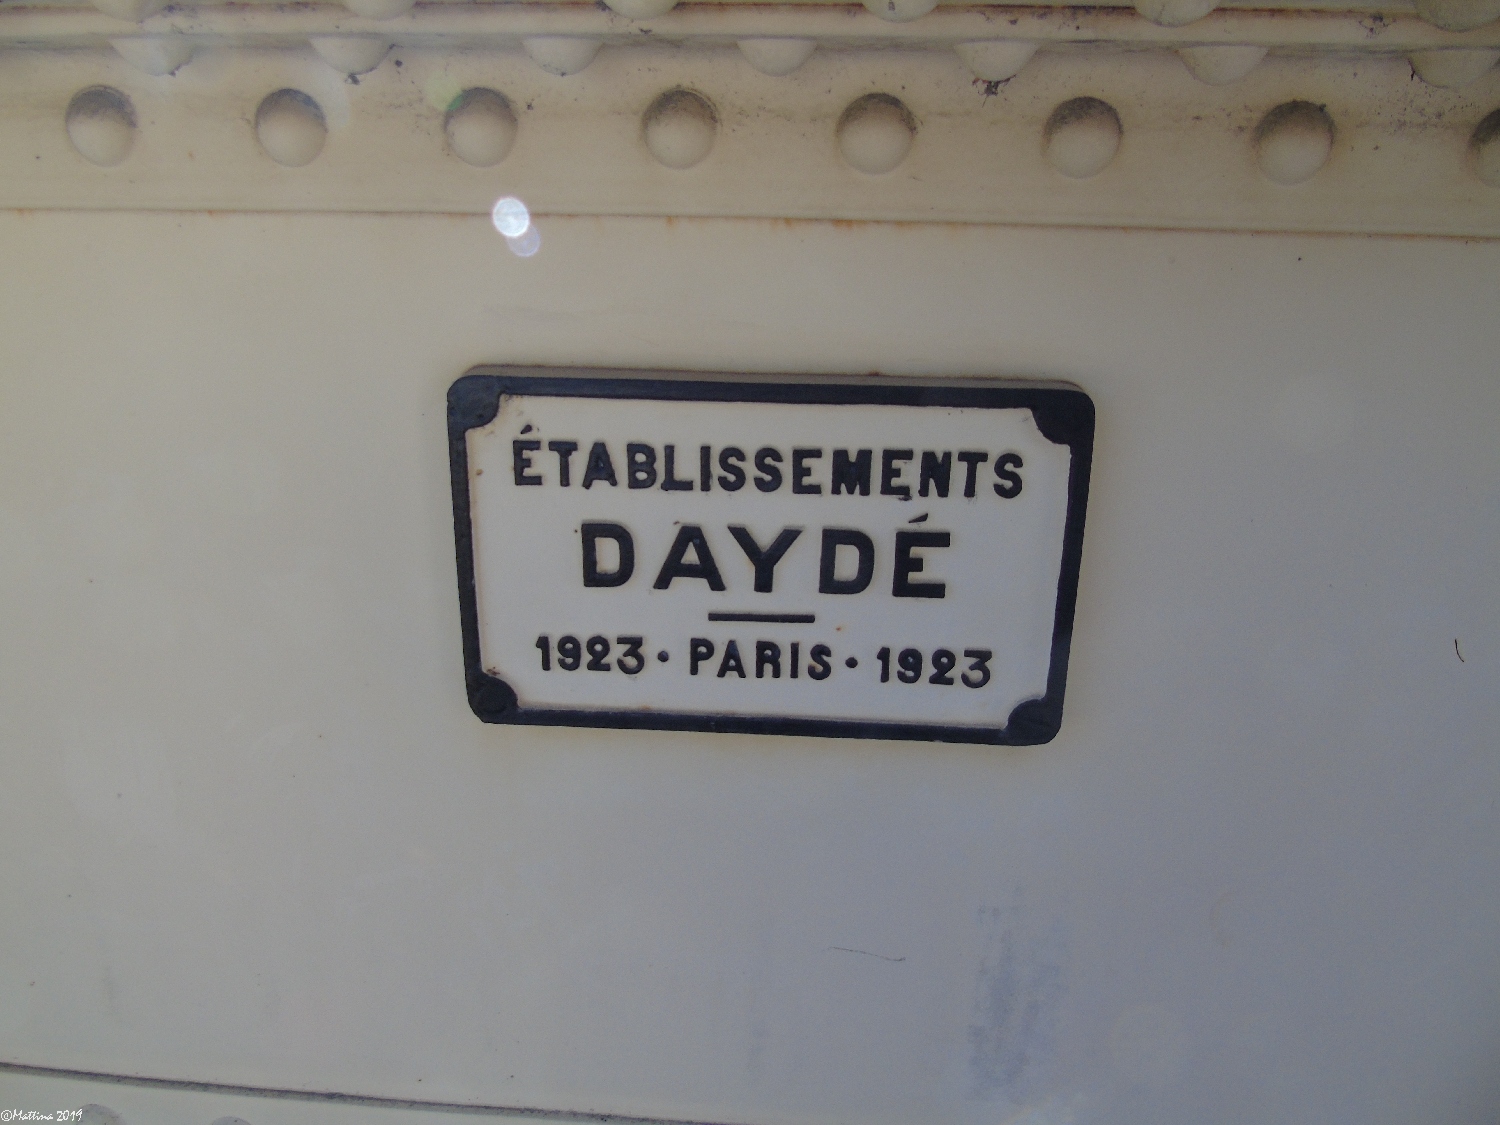 ÉTABLISSEMENTS
DAYDÉ
1923 · PARIS · 1923
©Mattina 2019